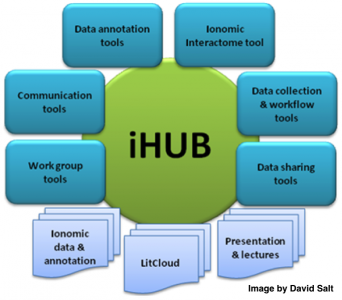 Data annotation
tools
Ionomic
Interactome tool
Communication
tools
Data collection
& workflow
tools
iHUB
Workgroup
tools
Data sharing
tools
Ionomic
data &
annotation
LitCloud
Presentation
& lectures
Image by David Salt